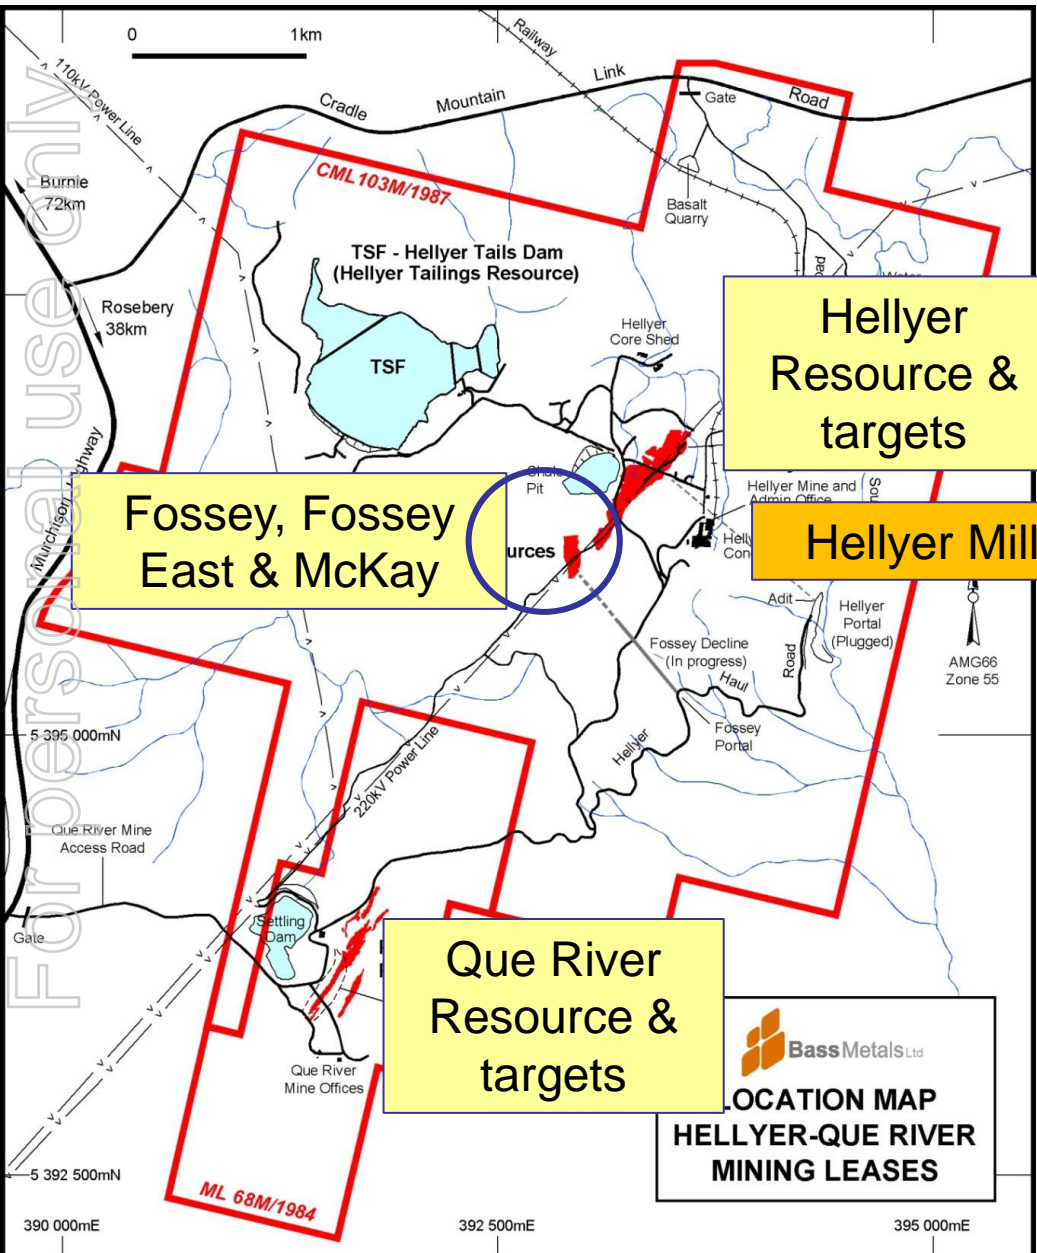 For personal use only
0 1km
Railway
110kV Power Line
Cradle Mountain Link Road
Gate
Burnie
72km
CML103M/1987
Basalt
Quarry
TSF - Hellyer Tails Dam
(Hellyer Tailings Resource)
Rosebery
38km
TSF
Hellyer
Core Shed
Hellyer
Resource &
targets
Murchison Highway
Pit
Hellyer Mine and
Admin Office
Fossey, Fossey
East & McKay
Hellyer Mill
Adit
Hellyer
Portal
(Plugged)
AMG66
Zone 55
Fossey Decline
(In progress)
Hellyer Haul Road
Fossey
Portal
5 395 000mN
220kV Power Line
Que River Mine
Access Road
Gate
Settling
Dam
Que River
Resource &
targets
Que River
Mine Offices
BassMetals Ltd
LOCATION MAP
HELLYER-QUE RIVER
MINING LEASES
5 392 500mN
ML 68M/1984
390 000mE 392 500mE 395 000mE